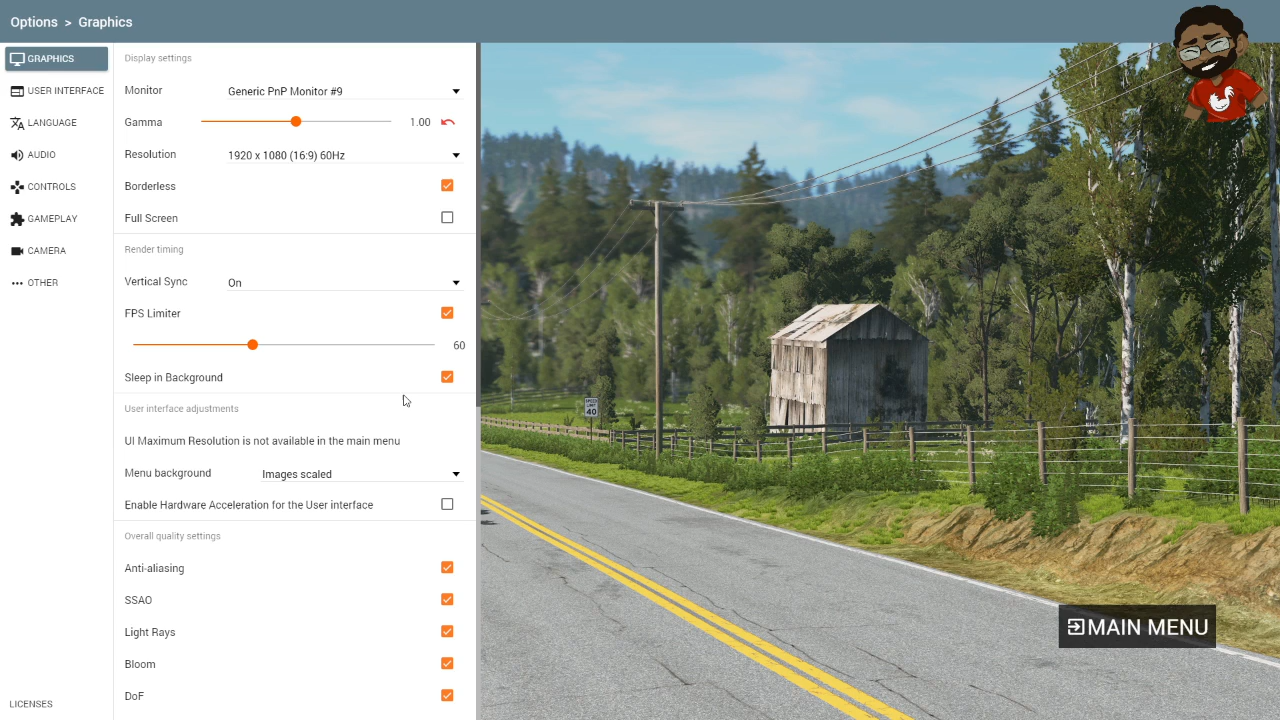 Options > Graphics
GRAPHICS
USER INTERFACE
LANGUAGE
AUDIO
CONTROLS
GAMEPLAY
CAMERA
OTHER
LICENSES
Display settings
Monitor Generic PnP Monitor #9
Gamma 1.00
Resolution 1920 x 1080 (16:9) 60Hz
Borderless
Full Screen
Render timing
Vertical Sync On
FPS Limiter
60
Sleep in Background
User interface adjustments
UI Maximum Resolution is not available in the main menu
Menu background Images scaled
Enable Hardware Acceleration for the User interface
Overall quality settings
Anti-aliasing
SSAO
Light Rays
Bloom
DoF
SPEED
LIMIT
40
MAIN MENU